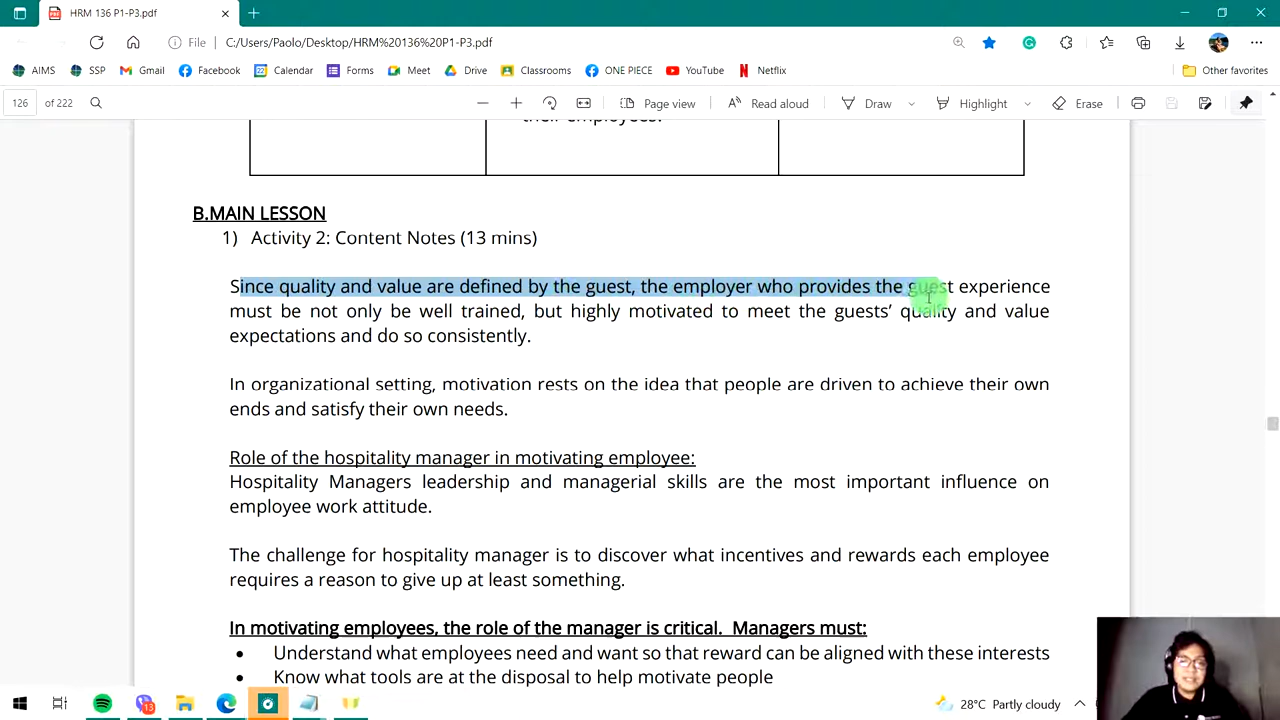 HRM 136 P1-P3.pdf
File C:/Users/Paolo/Desktop/HRM%20136%20P1-P3.pdf
AIMS SSP Gmail Facebook Calendar Forms Meet Drive Classrooms ONE PIECE YouTube Netflix Other favorites
126 of 222 Page view Read aloud Draw Highlight Erase
their employees.
B.MAIN LESSON
1) Activity 2: Content Notes (13 mins)
Since quality and value are defined by the guest, the employer who provides the guest experience
must be not only be well trained, but highly motivated to meet the guests’ quality and value
expectations and do so consistently.
In organizational setting, motivation rests on the idea that people are driven to achieve their own
ends and satisfy their own needs.
Role of the hospitality manager in motivating employee:
Hospitality Managers leadership and managerial skills are the most important influence on
employee work attitude.
The challenge for hospitality manager is to discover what incentives and rewards each employee
requires a reason to give up at least something.
In motivating employees, the role of the manager is critical. Managers must:
• Understand what employees need and want so that reward can be aligned with these interests
• Know what tools are at the disposal to help motivate people
13 28°C Partly cloudy